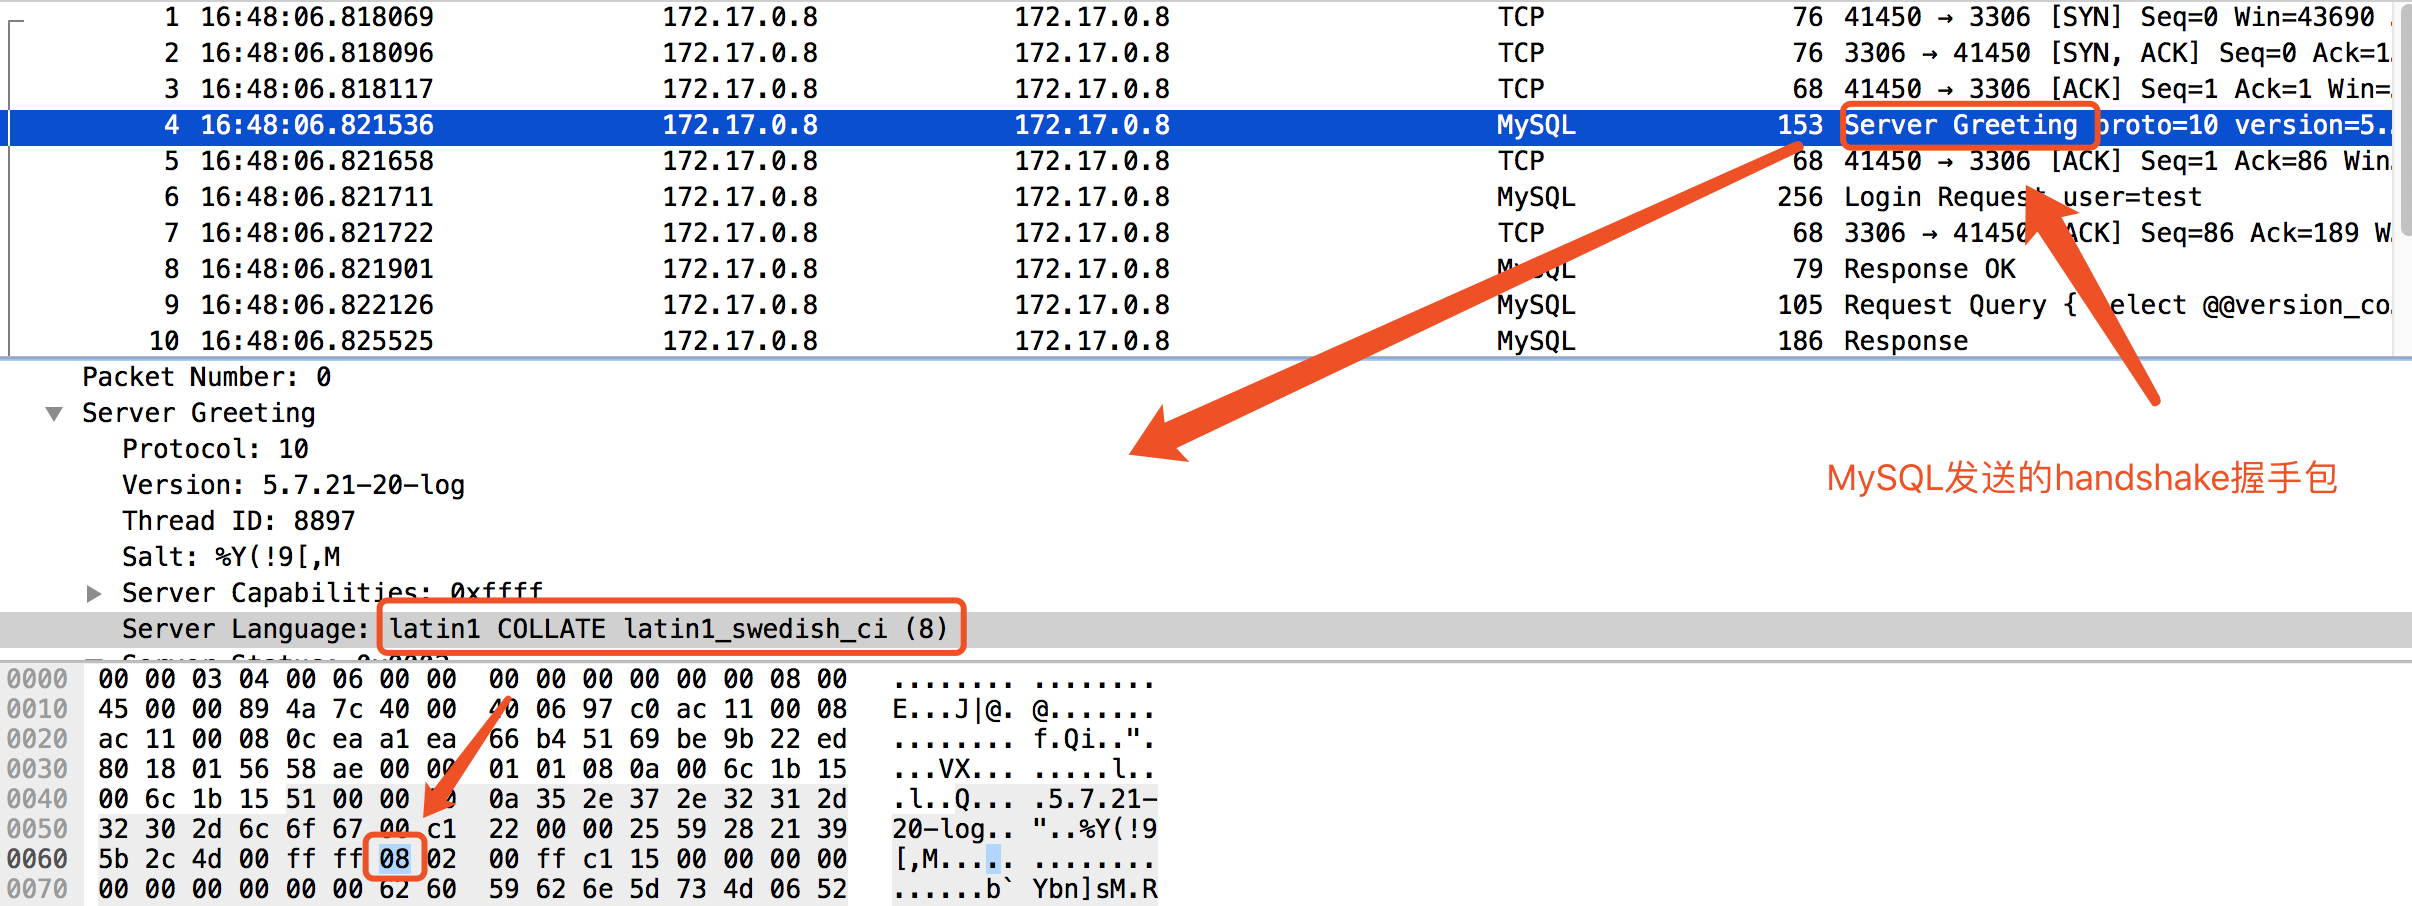 1 16:48:06.818069 172.17.0.8 172.17.0.8 TCP 76 41450 → 3306 [SYN] Seq=0 Win=43690
2 16:48:06.818096 172.17.0.8 172.17.0.8 TCP 76 3306 → 41450 [SYN, ACK] Seq=0 Ack=1…
3 16:48:06.818117 172.17.0.8 172.17.0.8 TCP 68 41450 → 3306 [ACK] Seq=1 Ack=1 Win=…
4 16:48:06.821536 172.17.0.8 172.17.0.8 MySQL 153 Server Greeting proto=10 version=5.…
5 16:48:06.821658 172.17.0.8 172.17.0.8 TCP 68 41450 → 3306 [ACK] Seq=1 Ack=86 Win…
6 16:48:06.821711 172.17.0.8 172.17.0.8 MySQL 256 Login Request user=test
7 16:48:06.821722 172.17.0.8 172.17.0.8 TCP 68 3306 → 41450 [ACK] Seq=86 Ack=189 W…
8 16:48:06.821901 172.17.0.8 172.17.0.8 MySQL 79 Response OK
9 16:48:06.822126 172.17.0.8 172.17.0.8 MySQL 105 Request Query { select @@version_co…
10 16:48:06.825525 172.17.0.8 172.17.0.8 MySQL 186 Response
Packet Number: 0
Server Greeting
Protocol: 10
Version: 5.7.21-20-log
Thread ID: 8897
Salt: %Y(!9[,M
Server Capabilities: 0xffff
Server Language: latin1 COLLATE latin1_swedish_ci (8)
Server Status: 0x0002
MySQL发送的handshake握手包
0000 00 00 03 04 00 06 00 00 00 00 00 00 00 00 08 00 ........ ........
0010 45 00 00 89 4a 7c 40 00 40 06 97 c0 ac 11 00 08 E...J|@. @.......
0020 ac 11 00 08 0c ea a1 ea 66 b4 51 69 be 9b 22 ed ........ f.Qi..".
0030 80 18 01 56 58 ae 00 00 01 01 08 0a 00 6c 1b 15 ...VX... .....l..
0040 00 6c 1b 15 51 00 00 00 0a 35 2e 37 2e 32 31 2d .l..Q... .5.7.21-
0050 32 30 2d 6c 6f 67 00 c1 22 00 00 25 59 28 21 39 20-log.. "..%Y(!9
0060 5b 2c 4d 00 ff ff 08 02 00 ff c1 15 00 00 00 00 [,M..... ........
0070 00 00 00 00 00 00 62 60 59 62 6e 5d 73 4d 06 52 ......b` Ybn]sM.R